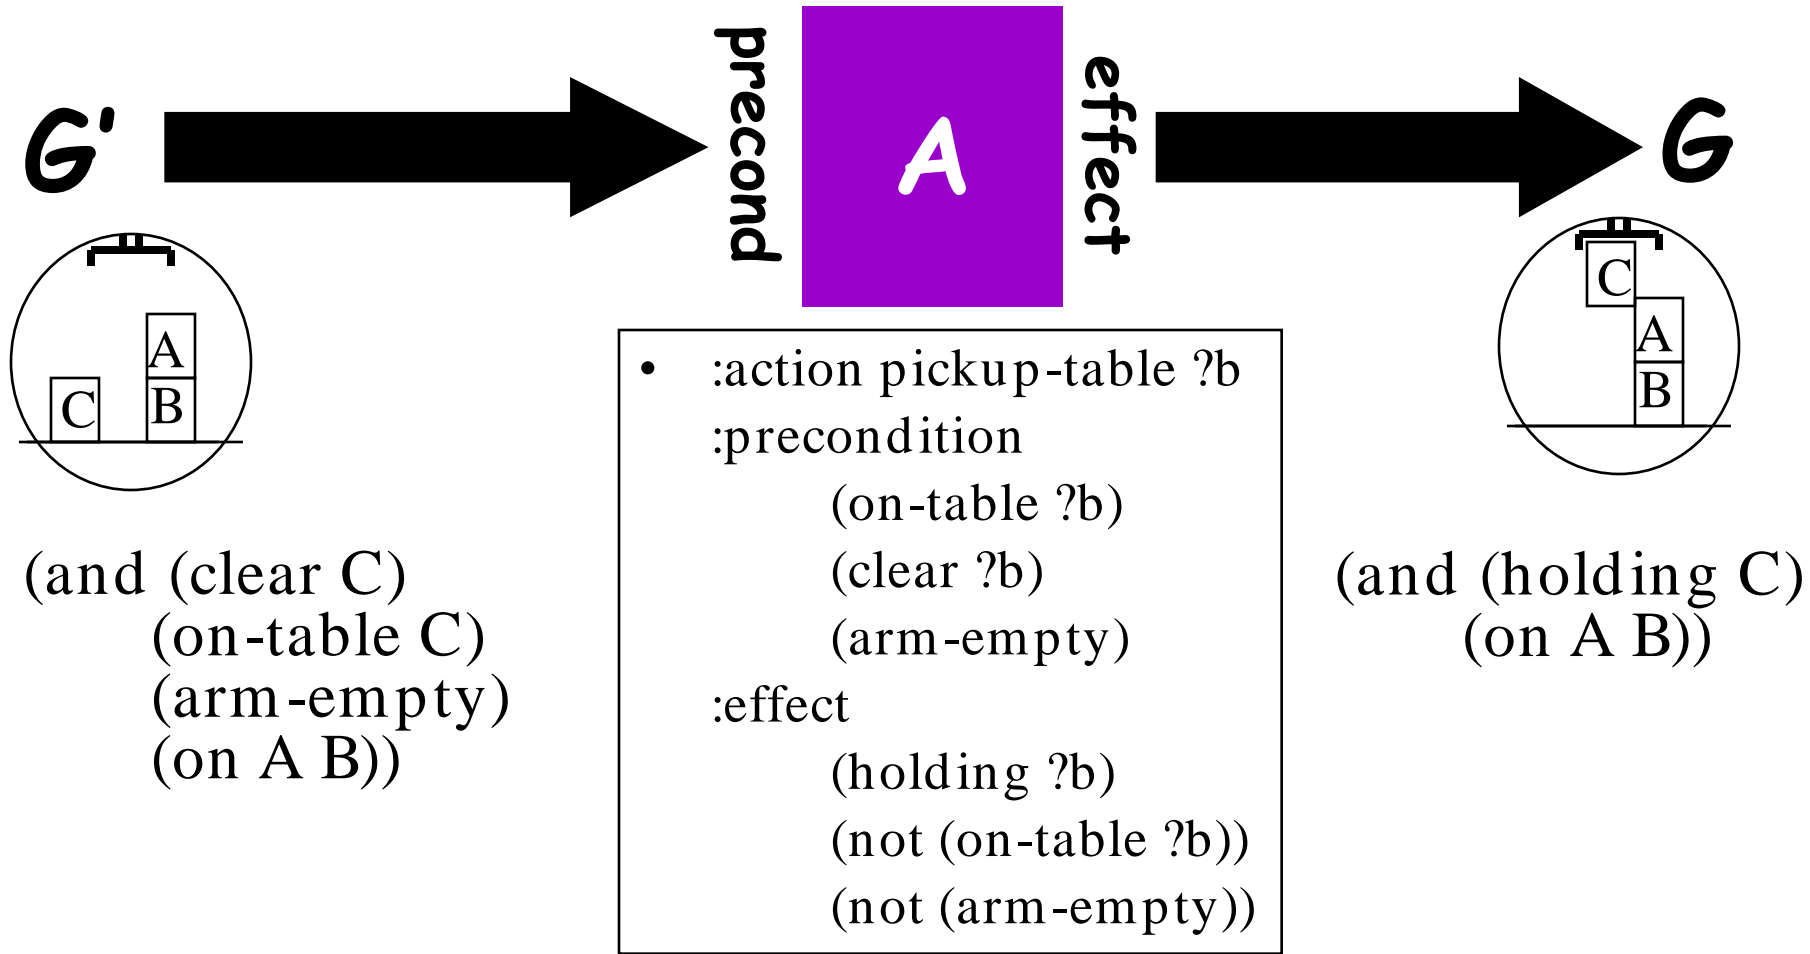 G'
precond
A
effect
G
A
C
B
C
A
B
• :action pickup-table ?b
:precondition
(on-table ?b)
(clear ?b)
(arm-empty)
:effect
(holding ?b)
(not (on-table ?b))
(not (arm-empty))
(and (clear C)
(on-table C)
(arm-empty)
(on A B))
(and (holding C)
(on A B))